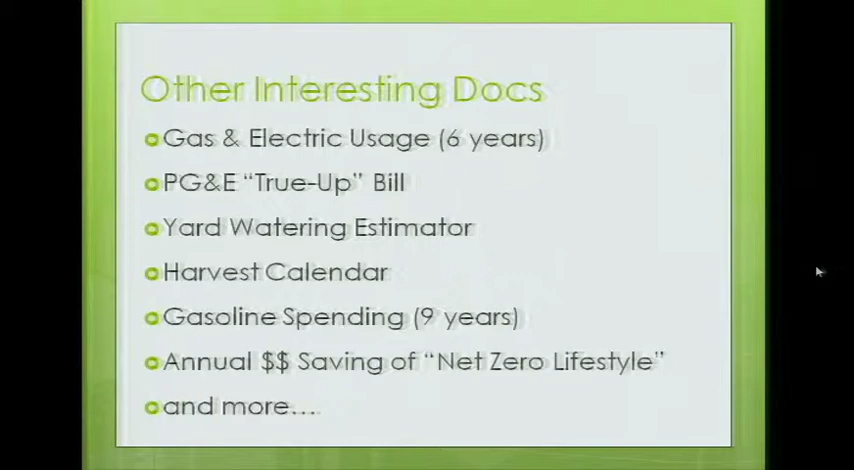 Other Interesting Docs
Gas & Electric Usage (6 years)
PG&E “True-Up” Bill
Yard Watering Estimator
Harvest Calendar
Gasoline Spending (9 years)
Annual $$ Saving of “Net Zero Lifestyle”
and more…